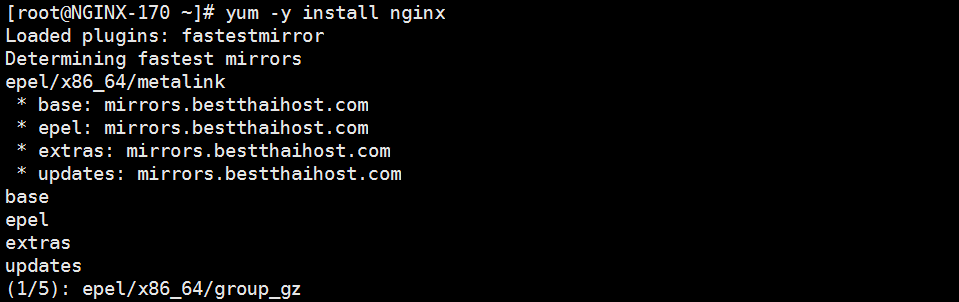 [root@NGINX-170 ~]# yum -y install nginx
Loaded plugins: fastestmirror
Determining fastest mirrors
epel/x86_64/metalink
 * base: mirrors.bestthaihost.com
 * epel: mirrors.bestthaihost.com
 * extras: mirrors.bestthaihost.com
 * updates: mirrors.bestthaihost.com
base
epel
extras
updates
(1/5): epel/x86_64/group_gz